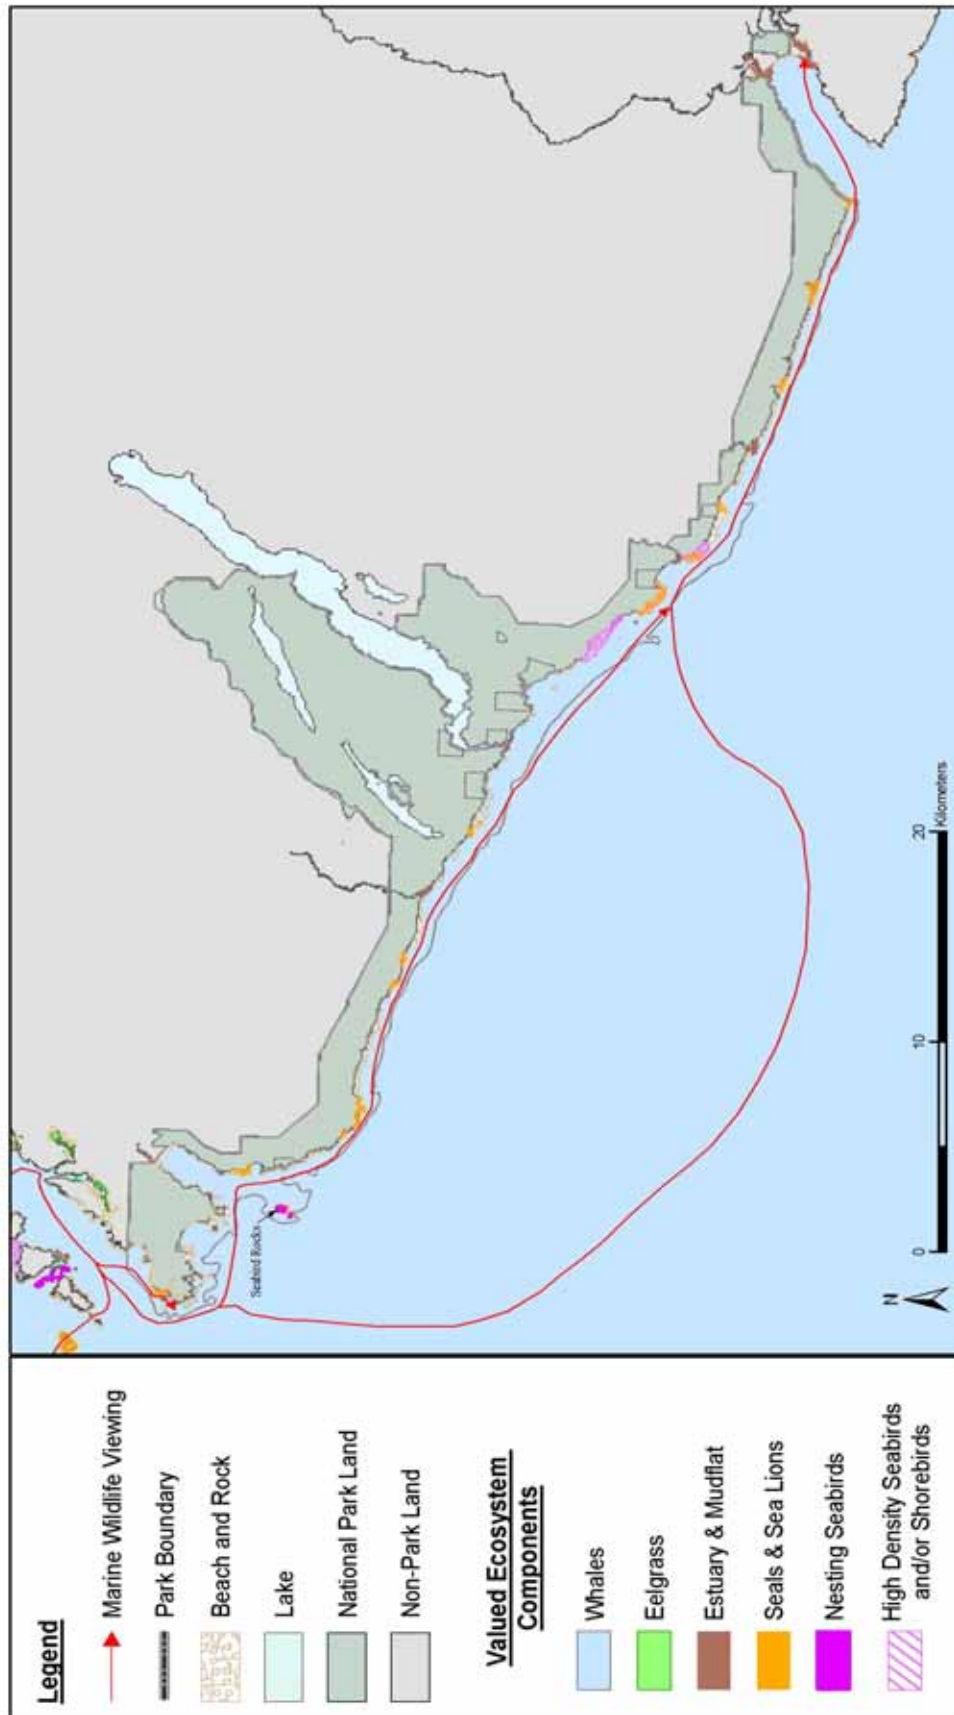 Legend
Marine Wildlife Viewing
Park Boundary
Beach and Rock
Lake
National Park Land
Non-Park Land
Valued Ecosystem
Components
Whales
Eelgrass
Estuary & Mudflat
Seals & Sea Lions
Nesting Seabirds
High Density Seabirds
and/or Shorebirds
Seabird Rocks
N
0 10 20
Kilometers